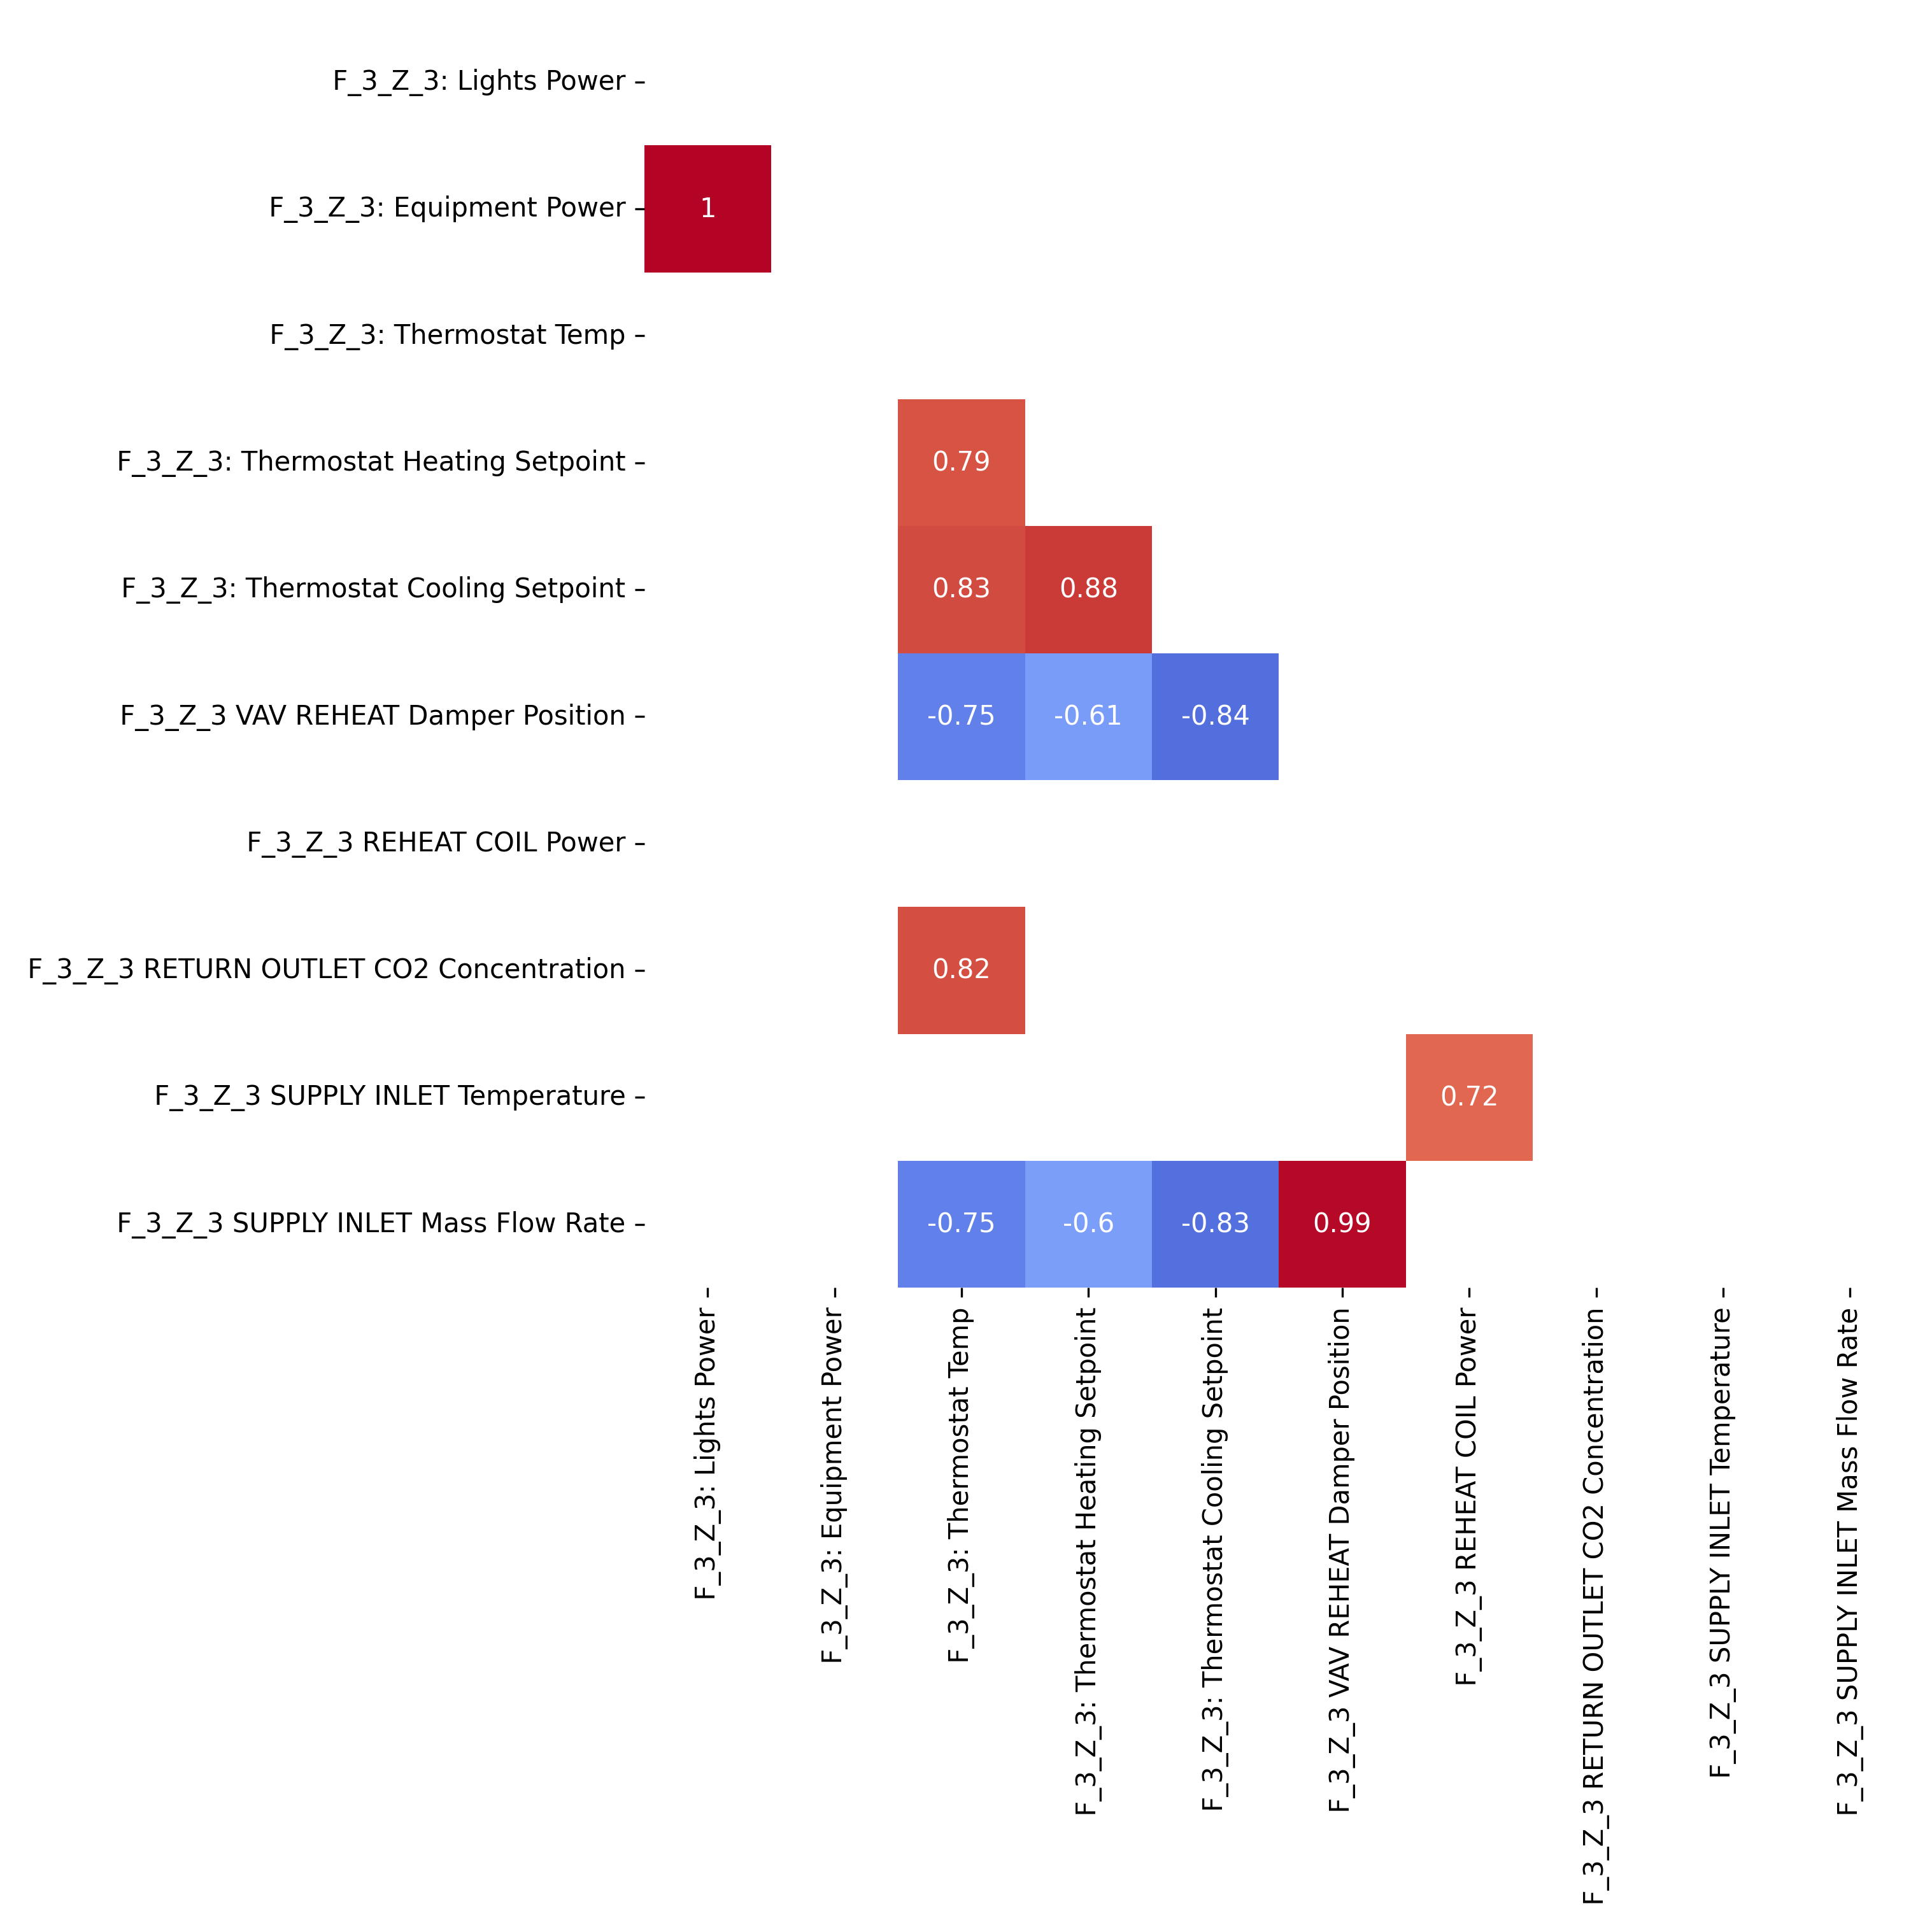 F_3_Z_3: Lights Power
F_3_Z_3: Equipment Power
1
F_3_Z_3: Thermostat Temp
F_3_Z_3: Thermostat Heating Setpoint
0.79
F_3_Z_3: Thermostat Cooling Setpoint
0.83 0.88
F_3_Z_3 VAV REHEAT Damper Position
-0.75 -0.61 -0.84
F_3_Z_3 REHEAT COIL Power
F_3_Z_3 RETURN OUTLET CO2 Concentration
0.82
F_3_Z_3 SUPPLY INLET Temperature
0.72
F_3_Z_3 SUPPLY INLET Mass Flow Rate
-0.75 -0.6 -0.83 0.99
F_3_Z_3: Lights Power
F_3_Z_3: Equipment Power
F_3_Z_3: Thermostat Temp
F_3_Z_3: Thermostat Heating Setpoint
F_3_Z_3: Thermostat Cooling Setpoint
F_3_Z_3 VAV REHEAT Damper Position
F_3_Z_3 REHEAT COIL Power
F_3_Z_3 RETURN OUTLET CO2 Concentration
F_3_Z_3 SUPPLY INLET Temperature
F_3_Z_3 SUPPLY INLET Mass Flow Rate